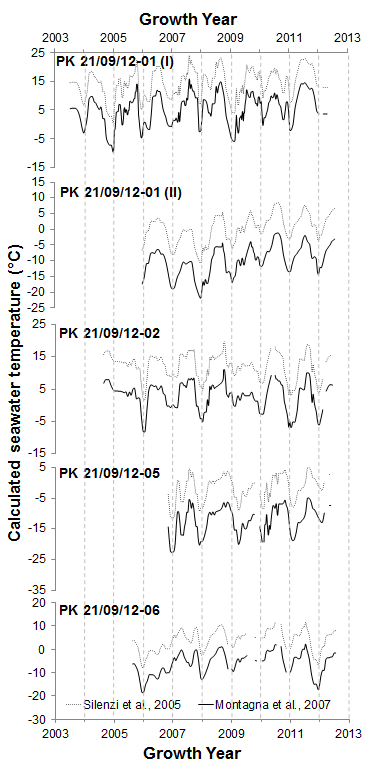 Growth Year
2003 2005 2007 2009 2011 2013
Calculated seawater temperature (°C)
PK 21/09/12-01 (I)
25
15
5
-5
-15
PK 21/09/12-01 (II)
15
10
5
0
-5
-10
-15
-20
-25
PK 21/09/12-02
25
15
5
-5
-15
PK 21/09/12-05
5
-5
-15
-25
-35
PK 21/09/12-06
20
10
0
-10
-20
-30
Silenzi et al., 2005 Montagna et al., 2007
2003 2005 2007 2009 2011 2013
Growth Year